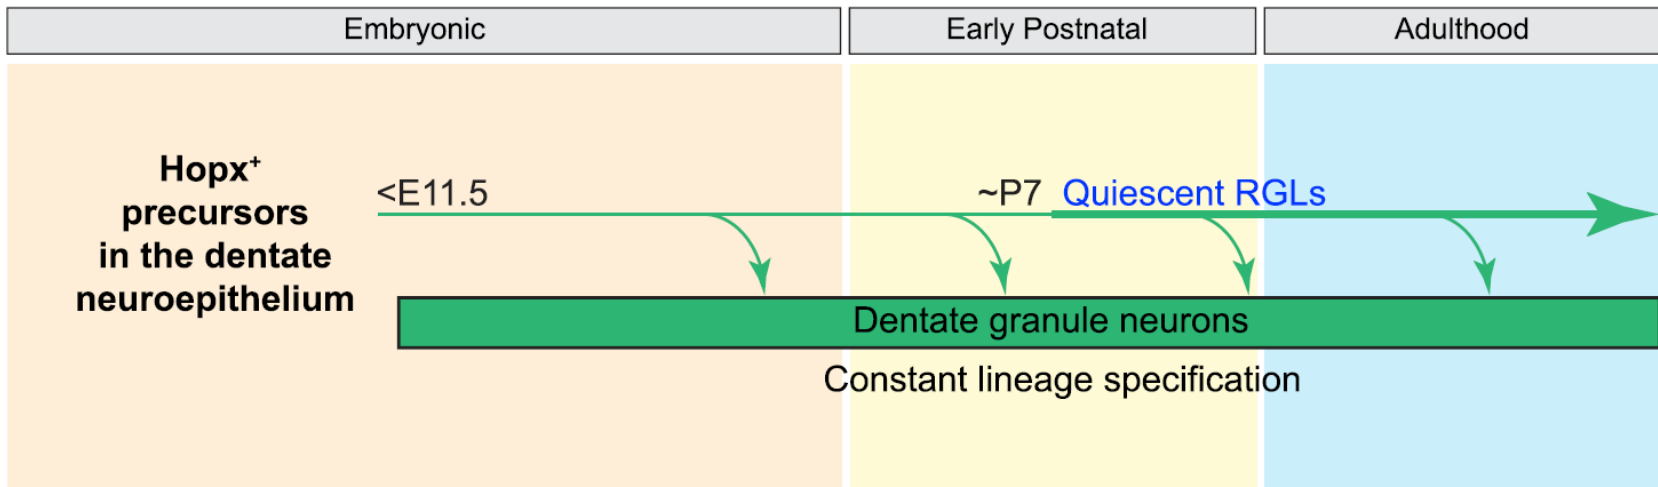 Embryonic
Early Postnatal
Adulthood
Hopx⁺
precursors
in the dentate
neuroepithelium
<E11.5
~P7
Quiescent RGLs
Dentate granule neurons
Constant lineage specification